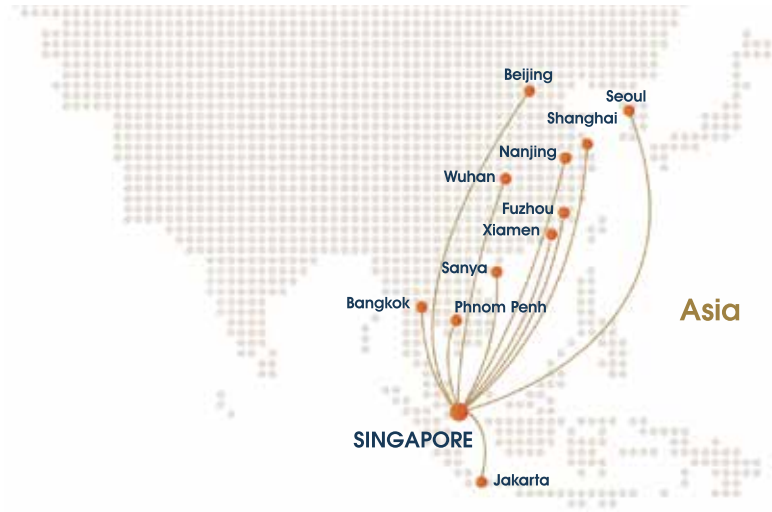 Beijing
Seoul
Shanghai
Nanjing
Wuhan
Fuzhou
Xiamen
Sanya
Bangkok
Phnom Penh
Asia
SINGAPORE
Jakarta